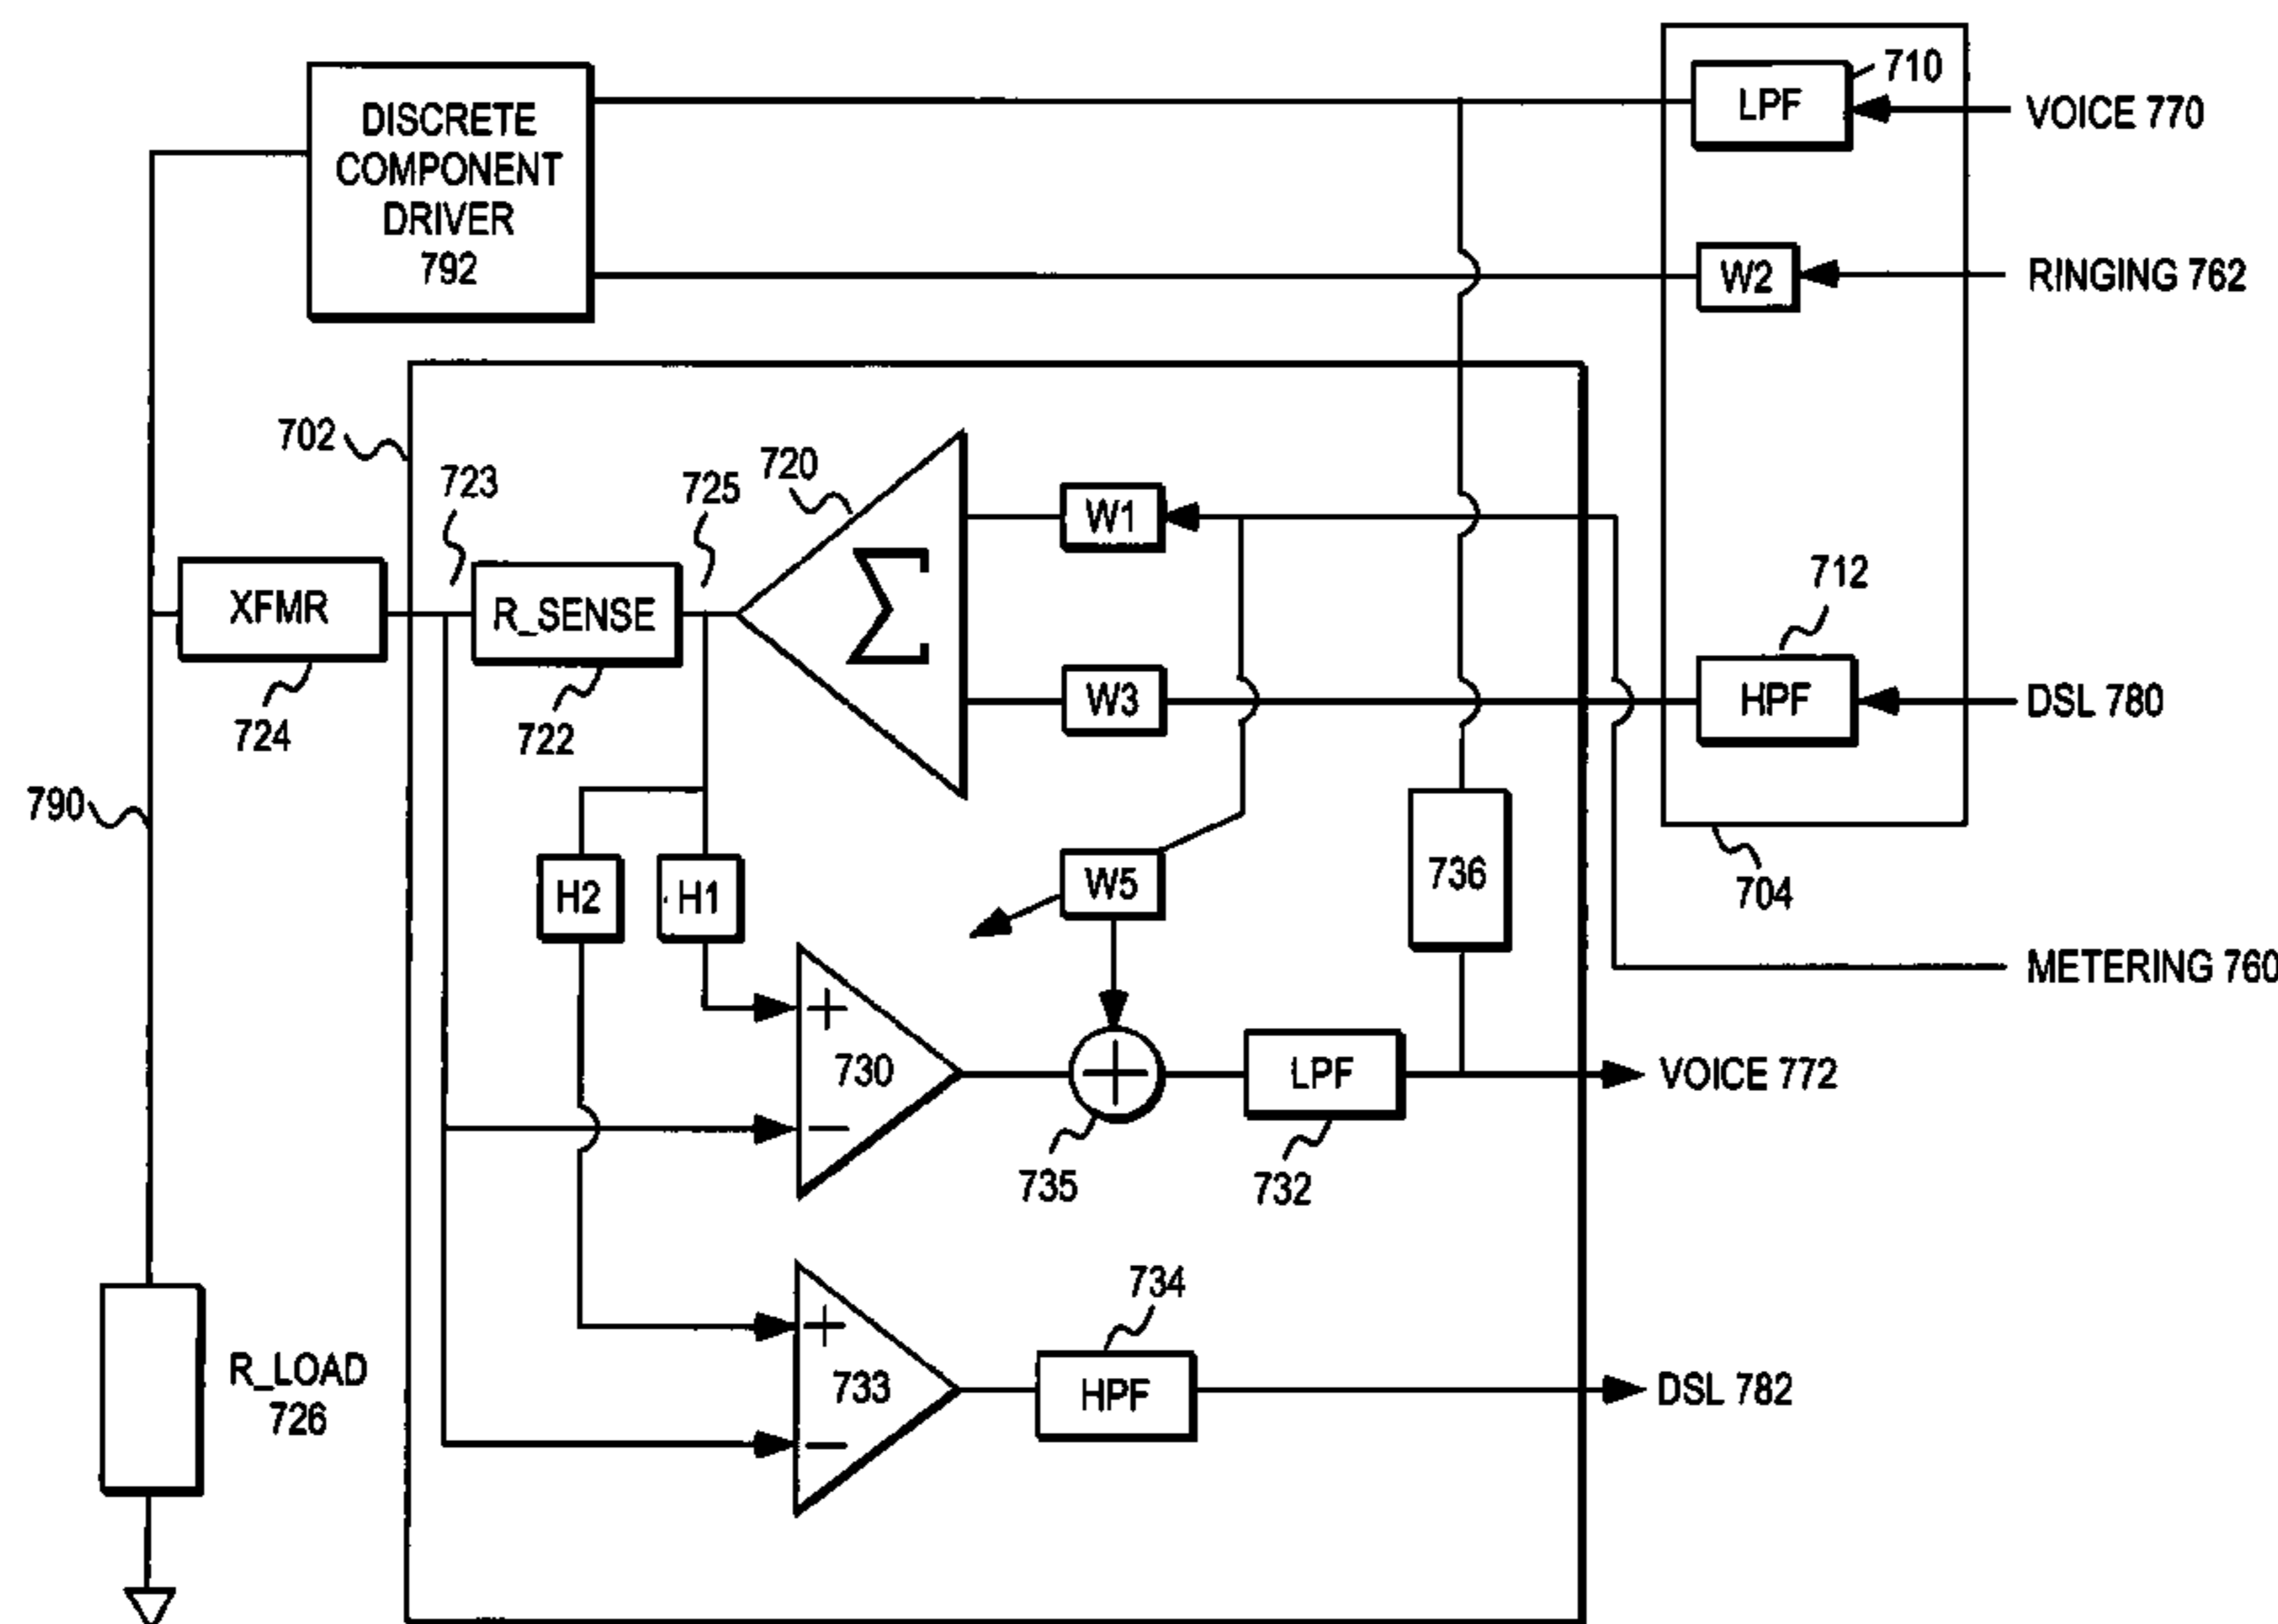 710
LPF
VOICE 770
DISCRETE
COMPONENT
DRIVER
792
W2
RINGING 762
702
723
725
720
W1
712
XFMR
R_SENSE
Σ
W3
HPF
DSL 780
724
722
790
H2
H1
W5
736
704
METERING 760
+
730
−
+
LPF
VOICE 772
735
732
734
R_LOAD
726
+
733
−
HPF
DSL 782